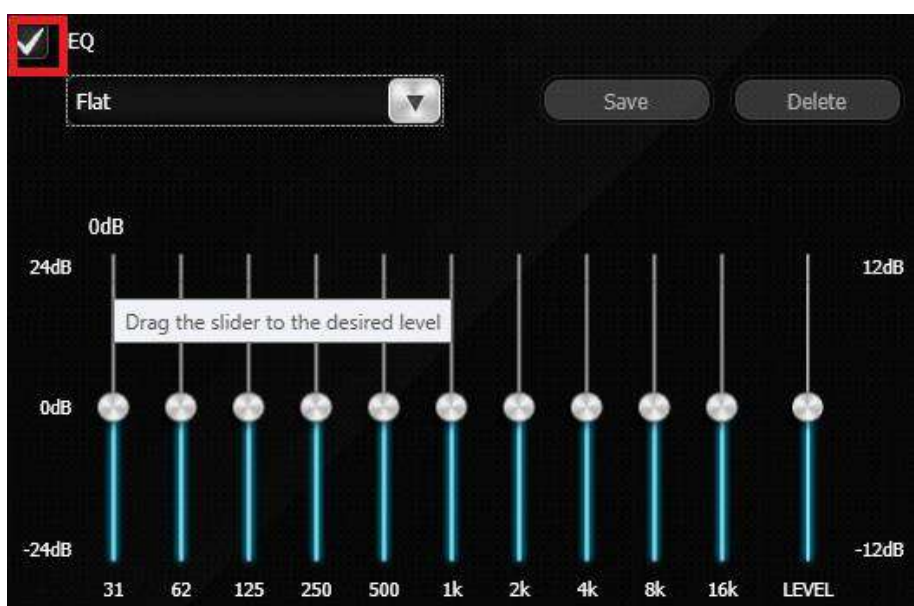 EQ
Flat
Save Delete
0dB
24dB 12dB
Drag the slider to the desired level
0dB
-24dB -12dB
31 62 125 250 500 1k 2k 4k 8k 16k LEVEL